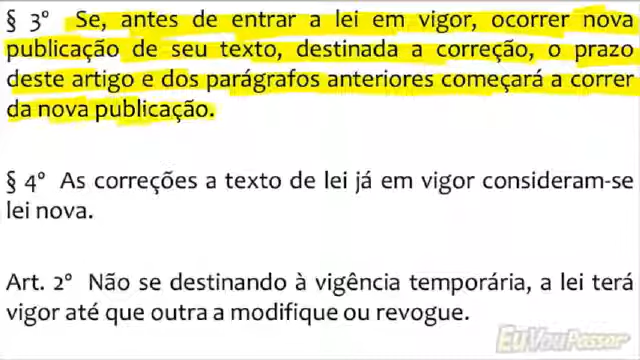 § 3º Se, antes de entrar a lei em vigor, ocorrer nova
publicação de seu texto, destinada a correção, o prazo
deste artigo e dos parágrafos anteriores começará a correr
da nova publicação.
§ 4º As correções a texto de lei já em vigor consideram-se
lei nova.
Art. 2º Não se destinando à vigência temporária, a lei terá
vigor até que outra a modifique ou revogue.
EuVouPassar